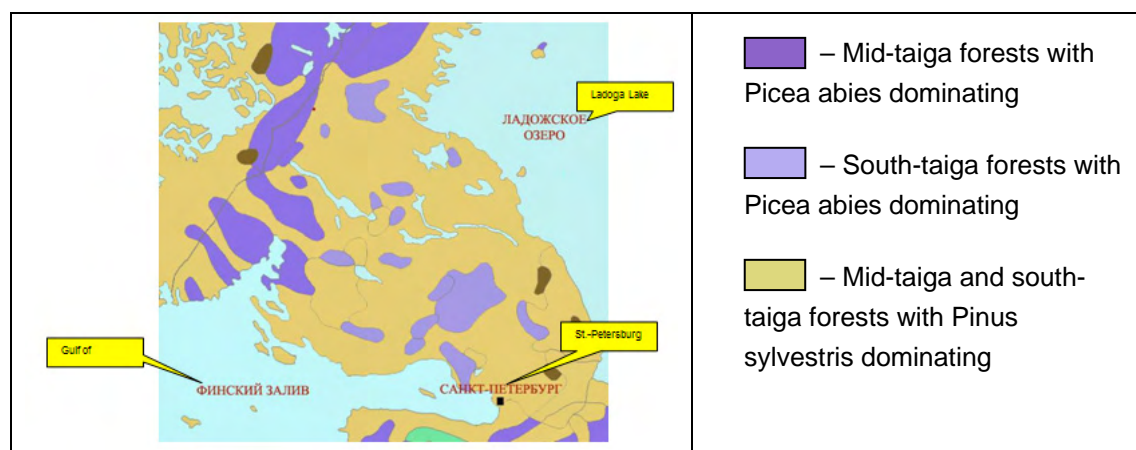 Ladoga Lake
ЛАДОЖСКОЕ
ОЗЕРО
St.-Petersburg
Gulf of
ФИНСКИЙ ЗАЛИВ
САНКТ-ПЕТЕРБУРГ
– Mid-taiga forests with
Picea abies dominating
– South-taiga forests with
Picea abies dominating
– Mid-taiga and south-
taiga forests with Pinus
sylvestris dominating